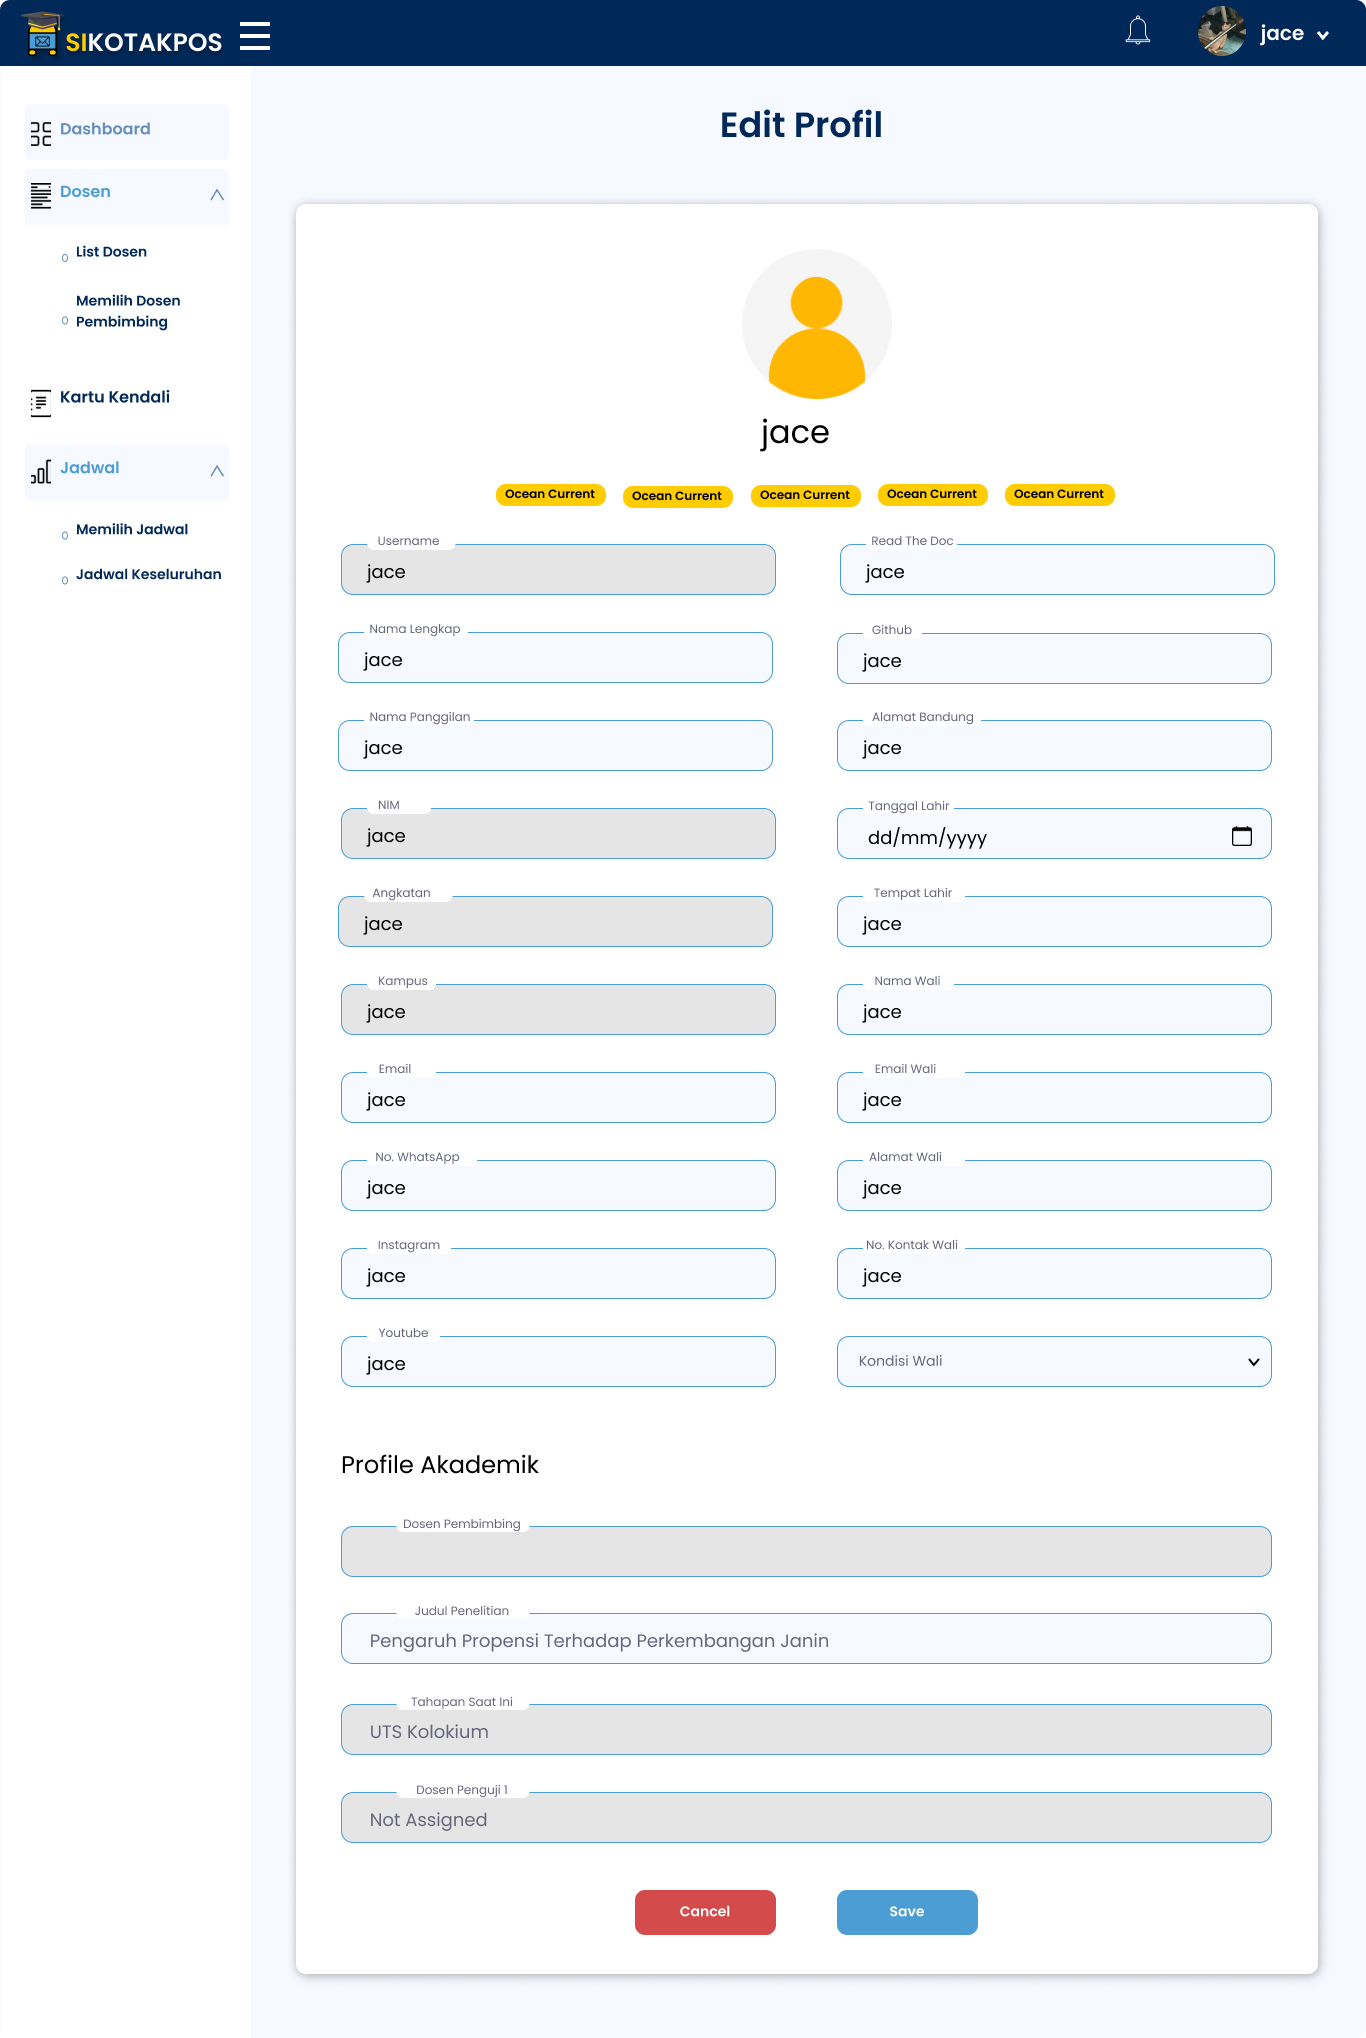 SIKOTAKPOS
jace
Dashboard
Dosen
List Dosen
Memilih Dosen
Pembimbing
Kartu Kendali
Jadwal
Memilih Jadwal
Jadwal Keseluruhan
Edit Profil
jace
Ocean Current Ocean Current Ocean Current Ocean Current Ocean Current
Username
jace
Read The Doc
jace
Nama Lengkap
jace
Github
jace
Nama Panggilan
jace
Alamat Bandung
jace
NIM
jace
Tanggal Lahir
dd/mm/yyyy
Angkatan
jace
Tempat Lahir
jace
Kampus
jace
Nama Wali
jace
Email
jace
Email Wali
jace
No. WhatsApp
jace
Alamat Wali
jace
Instagram
jace
No. Kontak Wali
jace
Youtube
jace
Kondisi Wali
Profile Akademik
Dosen Pembimbing
Judul Penelitian
Pengaruh Propensi Terhadap Perkembangan Janin
Tahapan Saat Ini
UTS Kolokium
Dosen Penguji 1
Not Assigned
Cancel
Save